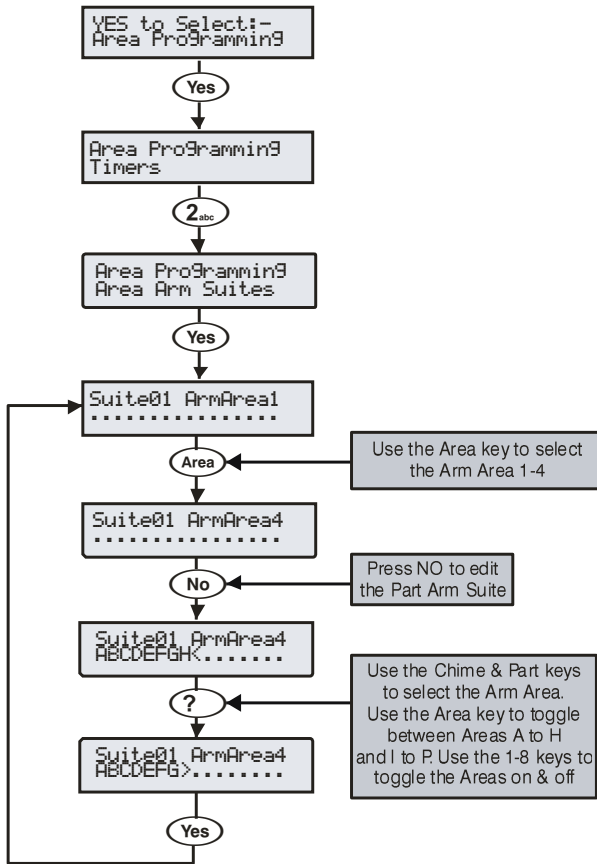 YES to Select:-
Area Programming
Yes
Area Programming
Timers
2abc
Area Programming
Area Arm Suites
Yes
Suite01 ArmArea1
................
Area
Use the Area key to select
the Arm Area 1-4
Suite01 ArmArea4
................
No
Press NO to edit
the Part Arm Suite
Suite01 ArmArea4
ABCDEFGH<.......
?
Use the Chime & Part keys
to select the Arm Area.
Use the Area key to toggle
between Areas A to H
and I to P. Use the 1-8 keys to
toggle the Areas on & off
Suite01 ArmArea4
ABCDEFG>........
Yes